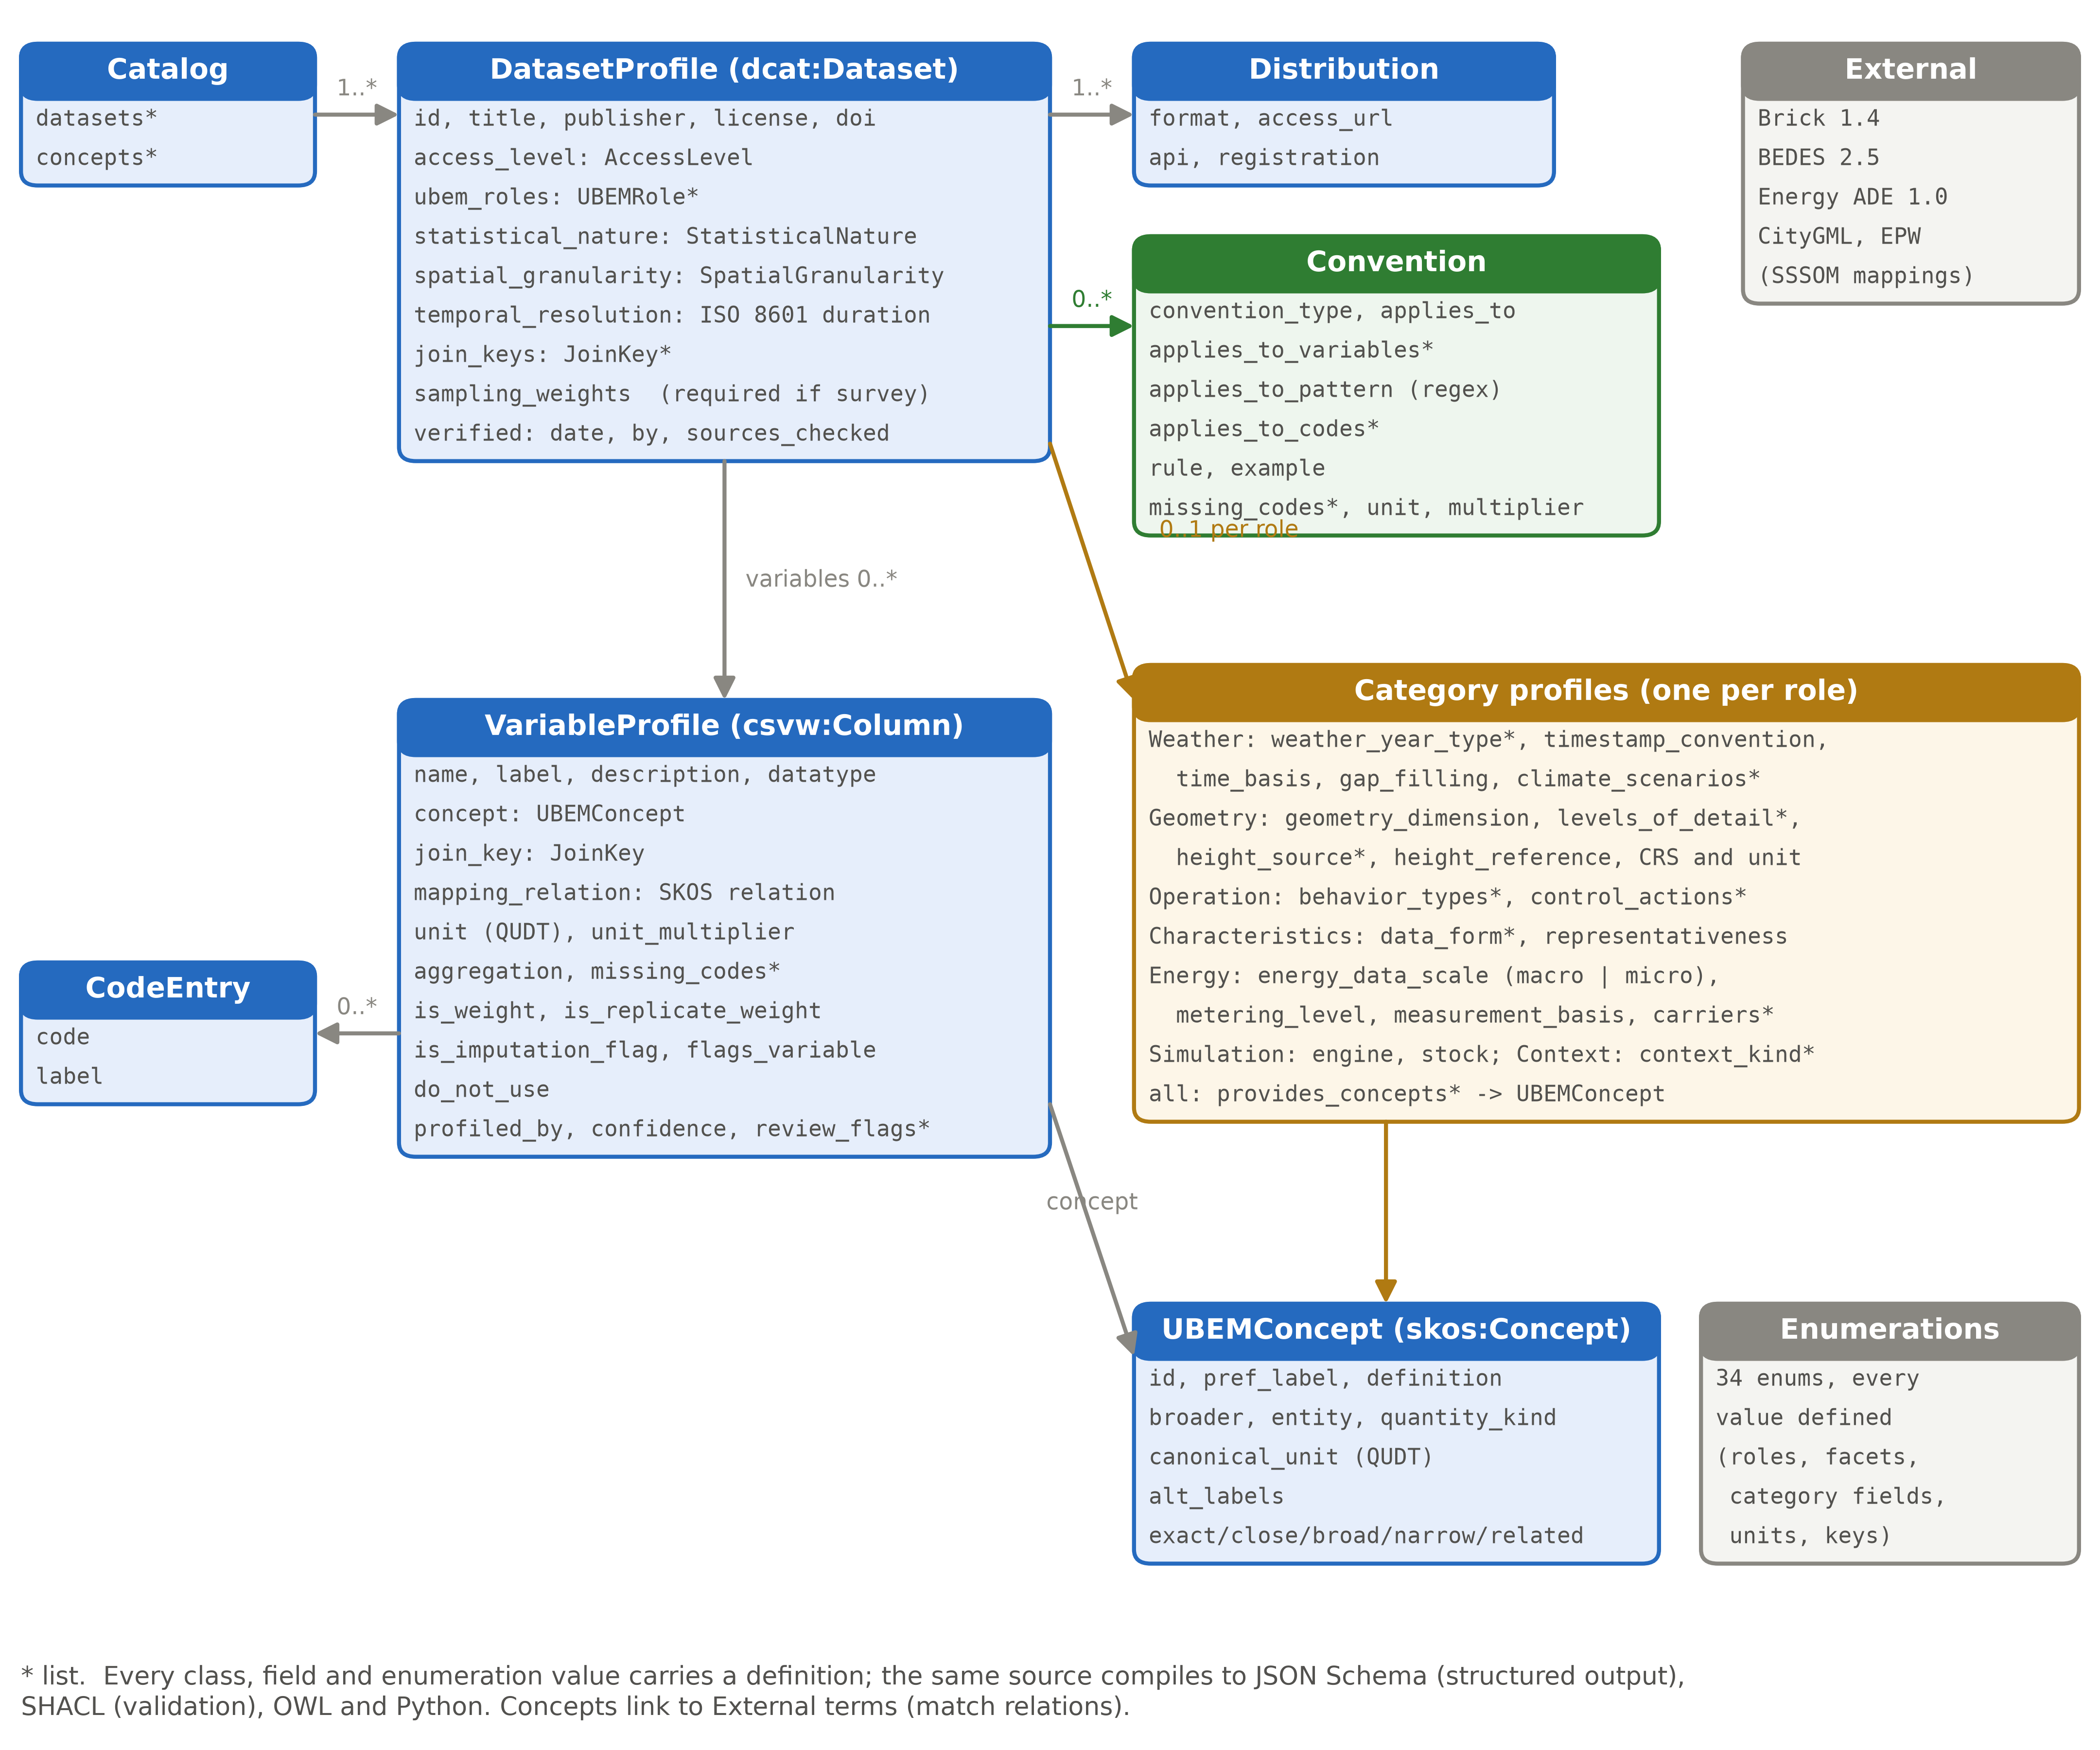 Catalog
datasets*
concepts*
1..*
DatasetProfile (dcat:Dataset)
id, title, publisher, license, doi
access_level: AccessLevel
ubem_roles: UBEMRole*
statistical_nature: StatisticalNature
spatial_granularity: SpatialGranularity
temporal_resolution: ISO 8601 duration
join_keys: JoinKey*
sampling_weights  (required if survey)
verified: date, by, sources_checked
1..*
Distribution
format, access_url
api, registration
External
Brick 1.4
BEDES 2.5
Energy ADE 1.0
CityGML, EPW
(SSSOM mappings)
0..*
Convention
convention_type, applies_to
applies_to_variables*
applies_to_pattern (regex)
applies_to_codes*
rule, example
missing_codes*, unit, multiplier
0..1 per role
variables 0..*
Category profiles (one per role)
Weather: weather_year_type*, timestamp_convention,
  time_basis, gap_filling, climate_scenarios*
Geometry: geometry_dimension, levels_of_detail*,
  height_source*, height_reference, CRS and unit
Operation: behavior_types*, control_actions*
Characteristics: data_form*, representativeness
Energy: energy_data_scale (macro | micro),
  metering_level, measurement_basis, carriers*
Simulation: engine, stock; Context: context_kind*
all: provides_concepts* -> UBEMConcept
VariableProfile (csvw:Column)
name, label, description, datatype
concept: UBEMConcept
join_key: JoinKey
mapping_relation: SKOS relation
unit (QUDT), unit_multiplier
aggregation, missing_codes*
is_weight, is_replicate_weight
is_imputation_flag, flags_variable
do_not_use
profiled_by, confidence, review_flags*
0..*
CodeEntry
code
label
concept
UBEMConcept (skos:Concept)
id, pref_label, definition
broader, entity, quantity_kind
canonical_unit (QUDT)
alt_labels
exact/close/broad/narrow/related
Enumerations
34 enums, every
value defined
(roles, facets,
 category fields,
 units, keys)
* list.  Every class, field and enumeration value carries a definition; the same source compiles to JSON Schema (structured output),
SHACL (validation), OWL and Python. Concepts link to External terms (match relations).